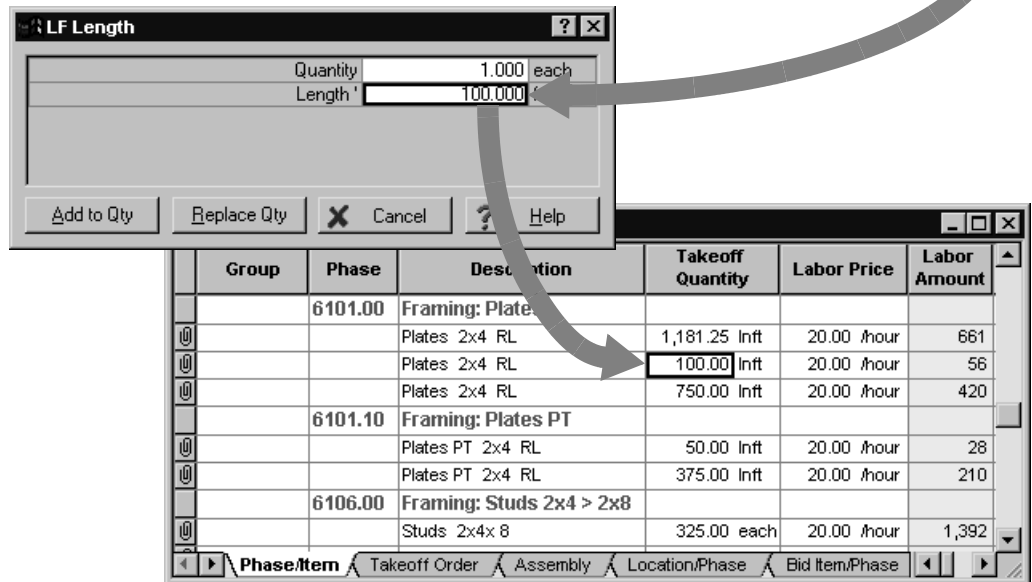 LF Length
Quantity 1.000 each
Length ' 100.000
Add to Qty Replace Qty Cancel Help
Group Phase Description Takeoff Quantity Labor Price Labor Amount
6101.00 Framing: Plates
Plates 2x4 RL 1,181.25 lnft 20.00 /hour 661
Plates 2x4 RL 100.00 lnft 20.00 /hour 56
Plates 2x4 RL 750.00 lnft 20.00 /hour 420
6101.10 Framing: Plates PT
Plates PT 2x4 RL 50.00 lnft 20.00 /hour 28
Plates PT 2x4 RL 375.00 lnft 20.00 /hour 210
6106.00 Framing: Studs 2x4 > 2x8
Studs 2x4x 8 325.00 each 20.00 /hour 1,392
Phase/Item Takeoff Order Assembly Location/Phase Bid Item/Phase